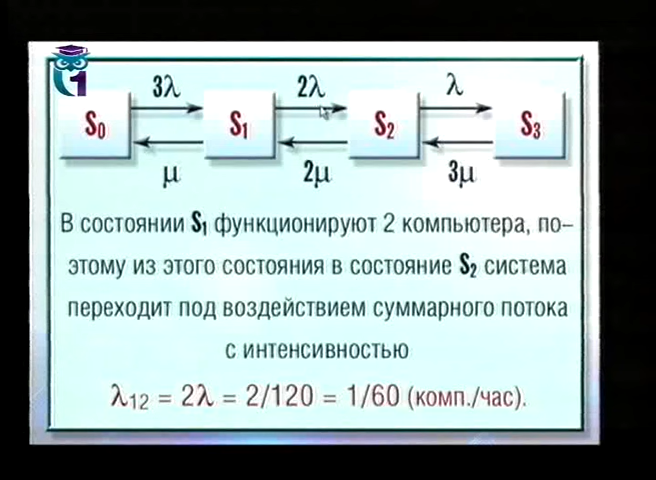 1
3λ 2λ λ
S₀ S₁ S₂ S₃
μ 2μ 3μ
В состоянии S₁ функционируют 2 компьютера, по–
этому из этого состояния в состояние S₂ система
переходит под воздействием суммарного потока
с интенсивностью
λ₁₂ = 2λ = 2/120 = 1/60 (комп./час).